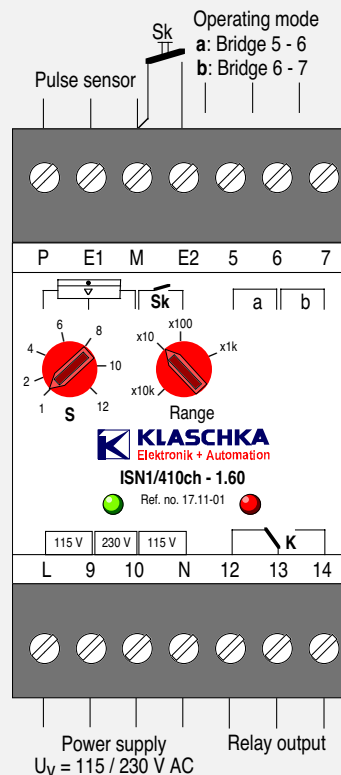 Sk
Operating mode
a: Bridge 5 - 6
b: Bridge 6 - 7
Pulse sensor
P E1 M E2 5 6 7
Sk a b
6 8
4 10
2 12
1
S
x100
x10 x1k
x10k
Range
K KLASCHKA
Elektronik + Automation
ISN1/410ch - 1.60
Ref. no. 17.11-01
115 V 230 V 115 V K
L 9 10 N 12 13 14
Power supply
Uv = 115 / 230 V AC
Relay output